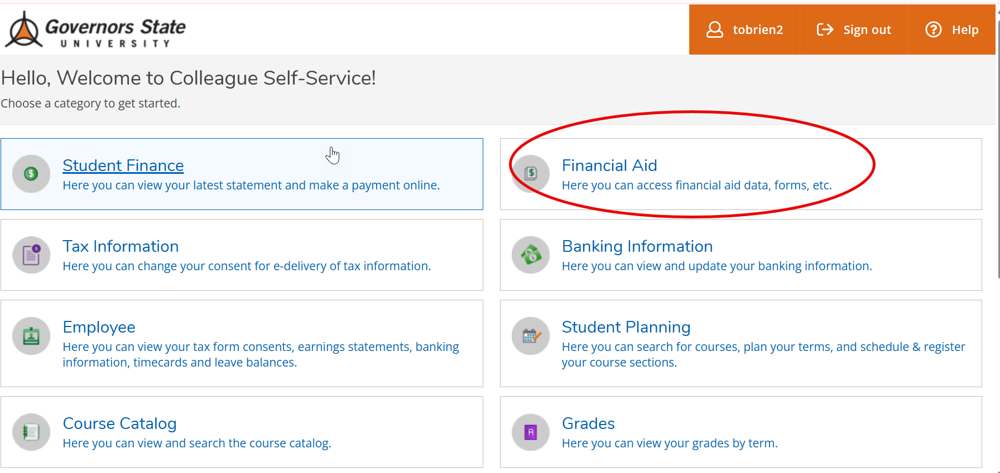 Governors State
UNIVERSITY
tobrien2
Sign out
Help
Hello, Welcome to Colleague Self-Service!
Choose a category to get started.
Student Finance
Here you can view your latest statement and make a payment online.
Financial Aid
Here you can access financial aid data, forms, etc.
Tax Information
Here you can change your consent for e-delivery of tax information.
Banking Information
Here you can view and update your banking information.
Employee
Here you can view your tax form consents, earnings statements, banking
information, timecards and leave balances.
Student Planning
Here you can search for courses, plan your terms, and schedule & register
your course sections.
Course Catalog
Here you can view and search the course catalog.
Grades
Here you can view your grades by term.